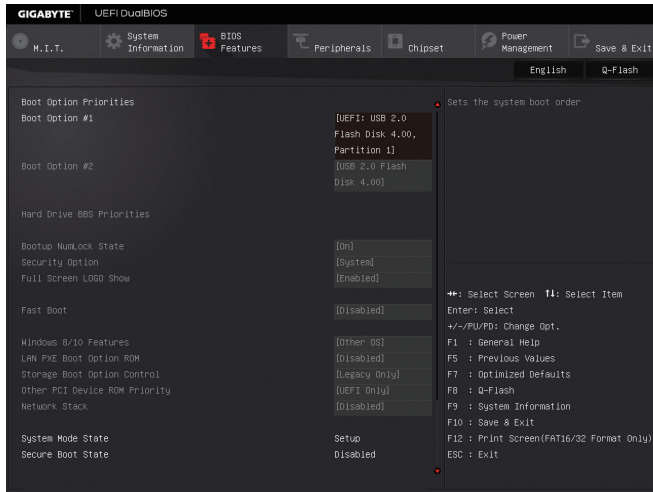 GIGABYTE™ UEFI DualBIOS
M.I.T.
System
Information
BIOS
Features
Peripherals
Chipset
Power
Management
Save & Exit
English
Q-Flash
Boot Option Priorities
Boot Option #1 [UEFI: USB 2.0
Flash Disk 4.00,
Partition 1]
Boot Option #2 [USB 2.0 Flash
Disk 4.00]
Hard Drive BBS Priorities
Bootup NumLock State [On]
Security Option [System]
Full Screen LOGO Show [Enabled]
Fast Boot [Disabled]
Windows 8/10 Features [Other OS]
LAN PXE Boot Option ROM [Disabled]
Storage Boot Option Control [Legacy Only]
Other PCI Device ROM Priority [UEFI Only]
Network Stack [Disabled]
System Mode State Setup
Secure Boot State Disabled
Sets the system boot order
→←: Select Screen ↑↓: Select Item
Enter: Select
+/-/PU/PD: Change Opt.
F1 : General Help
F5 : Previous Values
F7 : Optimized Defaults
F8 : Q-Flash
F9 : System Information
F10 : Save & Exit
F12 : Print Screen(FAT16/32 Format Only)
ESC : Exit